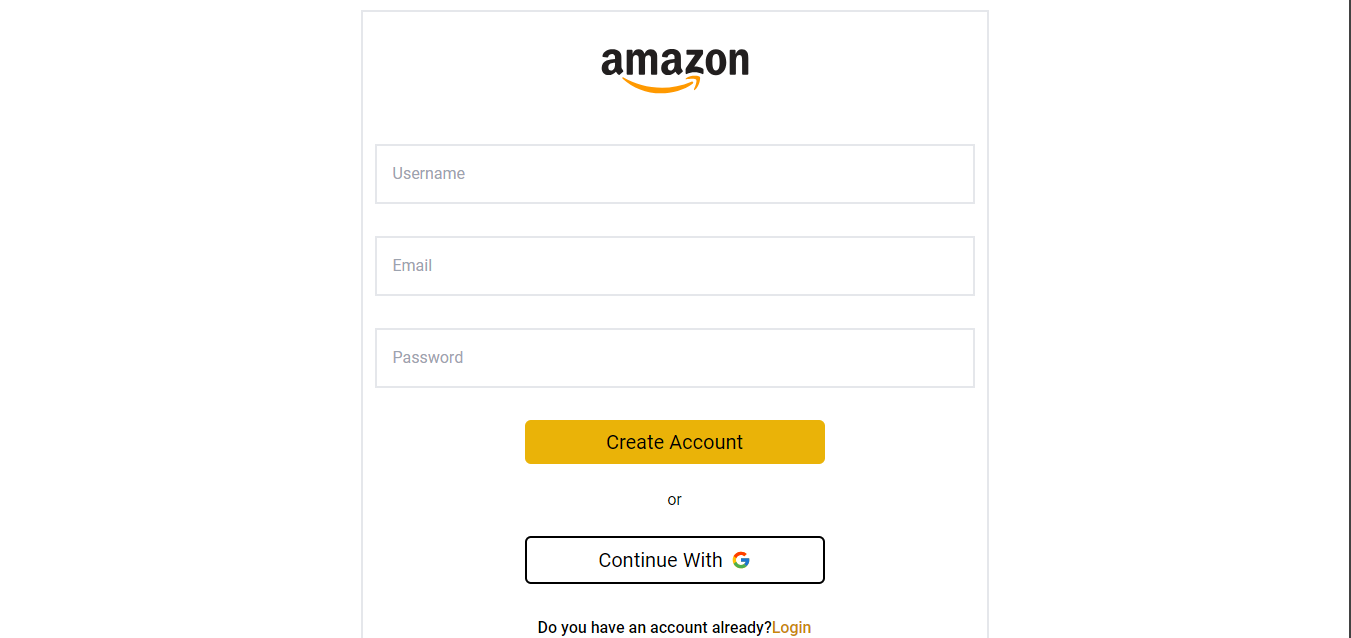 amazon
Username
Email
Password
Create Account
or
Continue With
Do you have an account already?Login